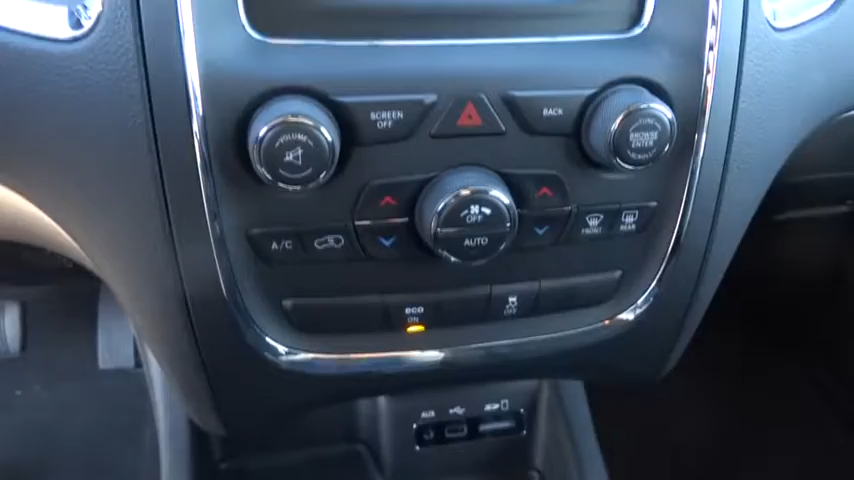 SCREEN
OFF
BACK
VOLUME
TUNE
BROWSE
ENTER
OFF
AUTO
A/C
FRONT
REAR
eco
ON
OFF
AUX